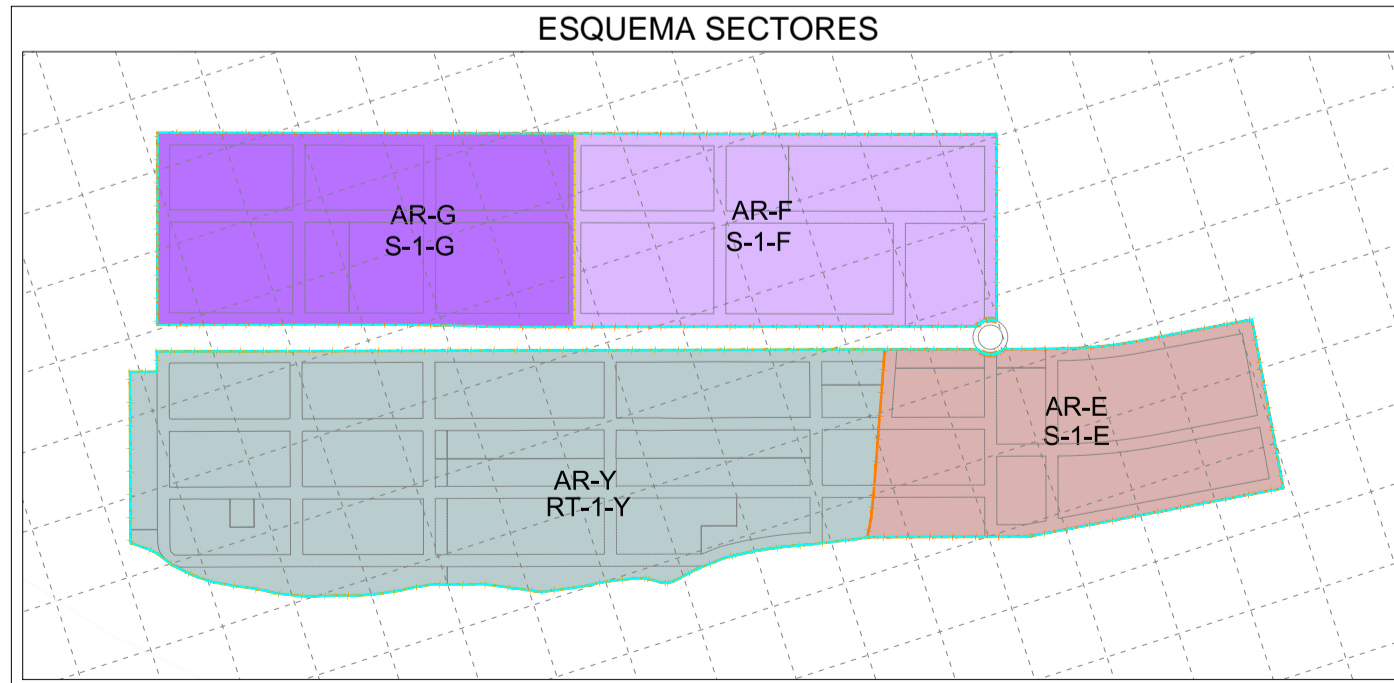 ESQUEMA SECTORES
AR-G
S-1-G
AR-F
S-1-F
AR-E
S-1-E
AR-Y
RT-1-Y